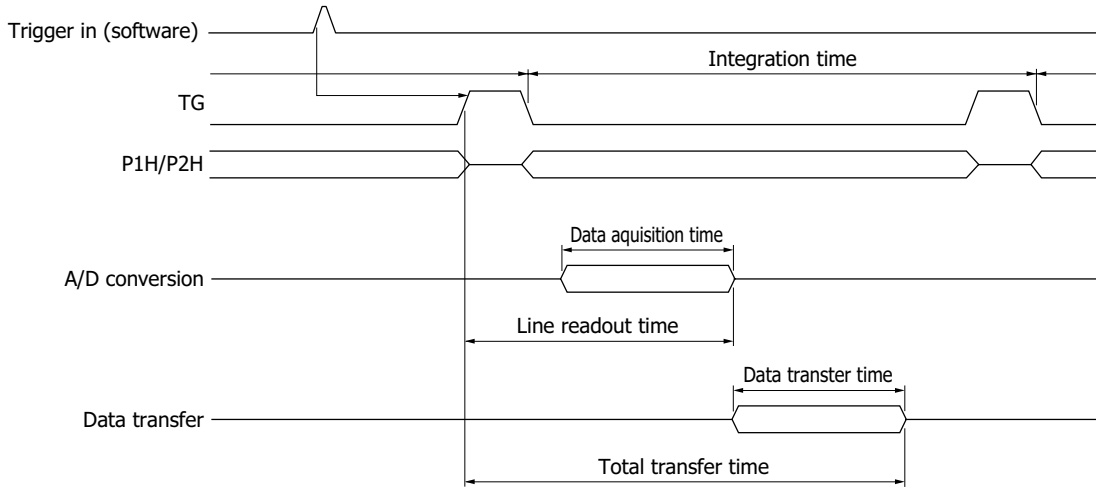 Trigger in (software)
Integration time
TG
P1H/P2H
Data aquisition time
A/D conversion
Line readout time
Data transter time
Data transfer
Total transfer time